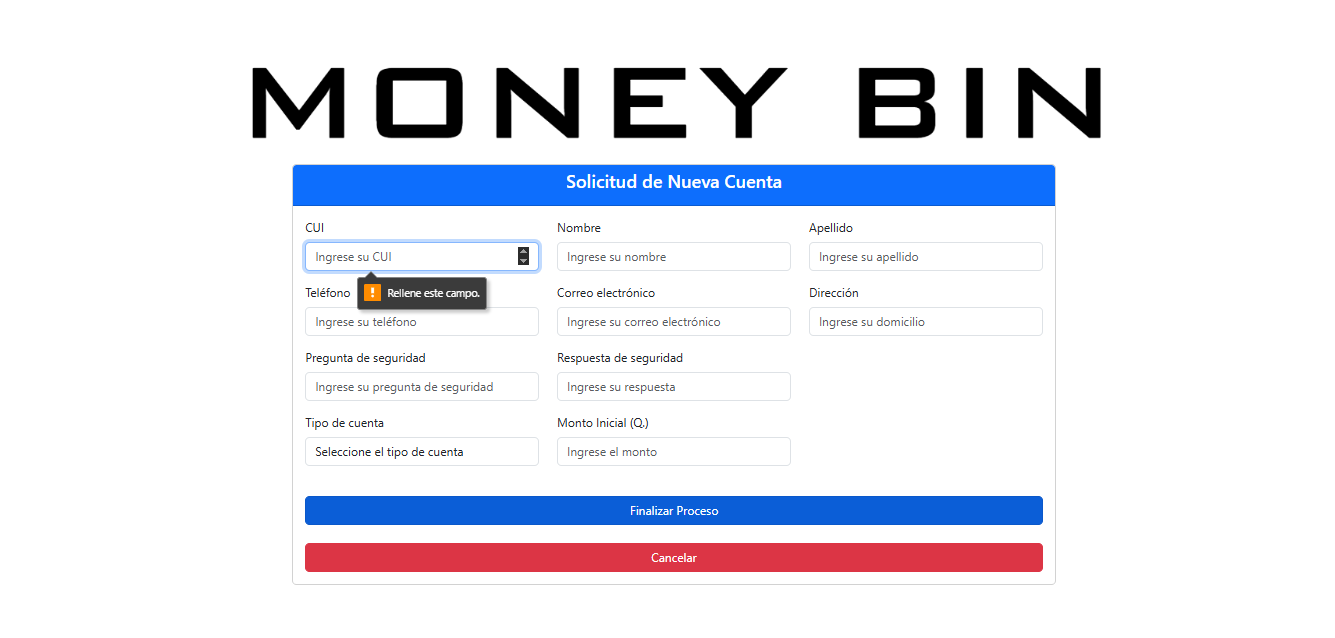 MONEY BIN
Solicitud de Nueva Cuenta
CUI
Nombre
Apellido
Ingrese su CUI
Ingrese su nombre
Ingrese su apellido
Teléfono
! Rellene este campo.
Correo electrónico
Dirección
Ingrese su teléfono
Ingrese su correo electrónico
Ingrese su domicilio
Pregunta de seguridad
Respuesta de seguridad
Ingrese su pregunta de seguridad
Ingrese su respuesta
Tipo de cuenta
Monto Inicial (Q.)
Seleccione el tipo de cuenta
Ingrese el monto
Finalizar Proceso
Cancelar